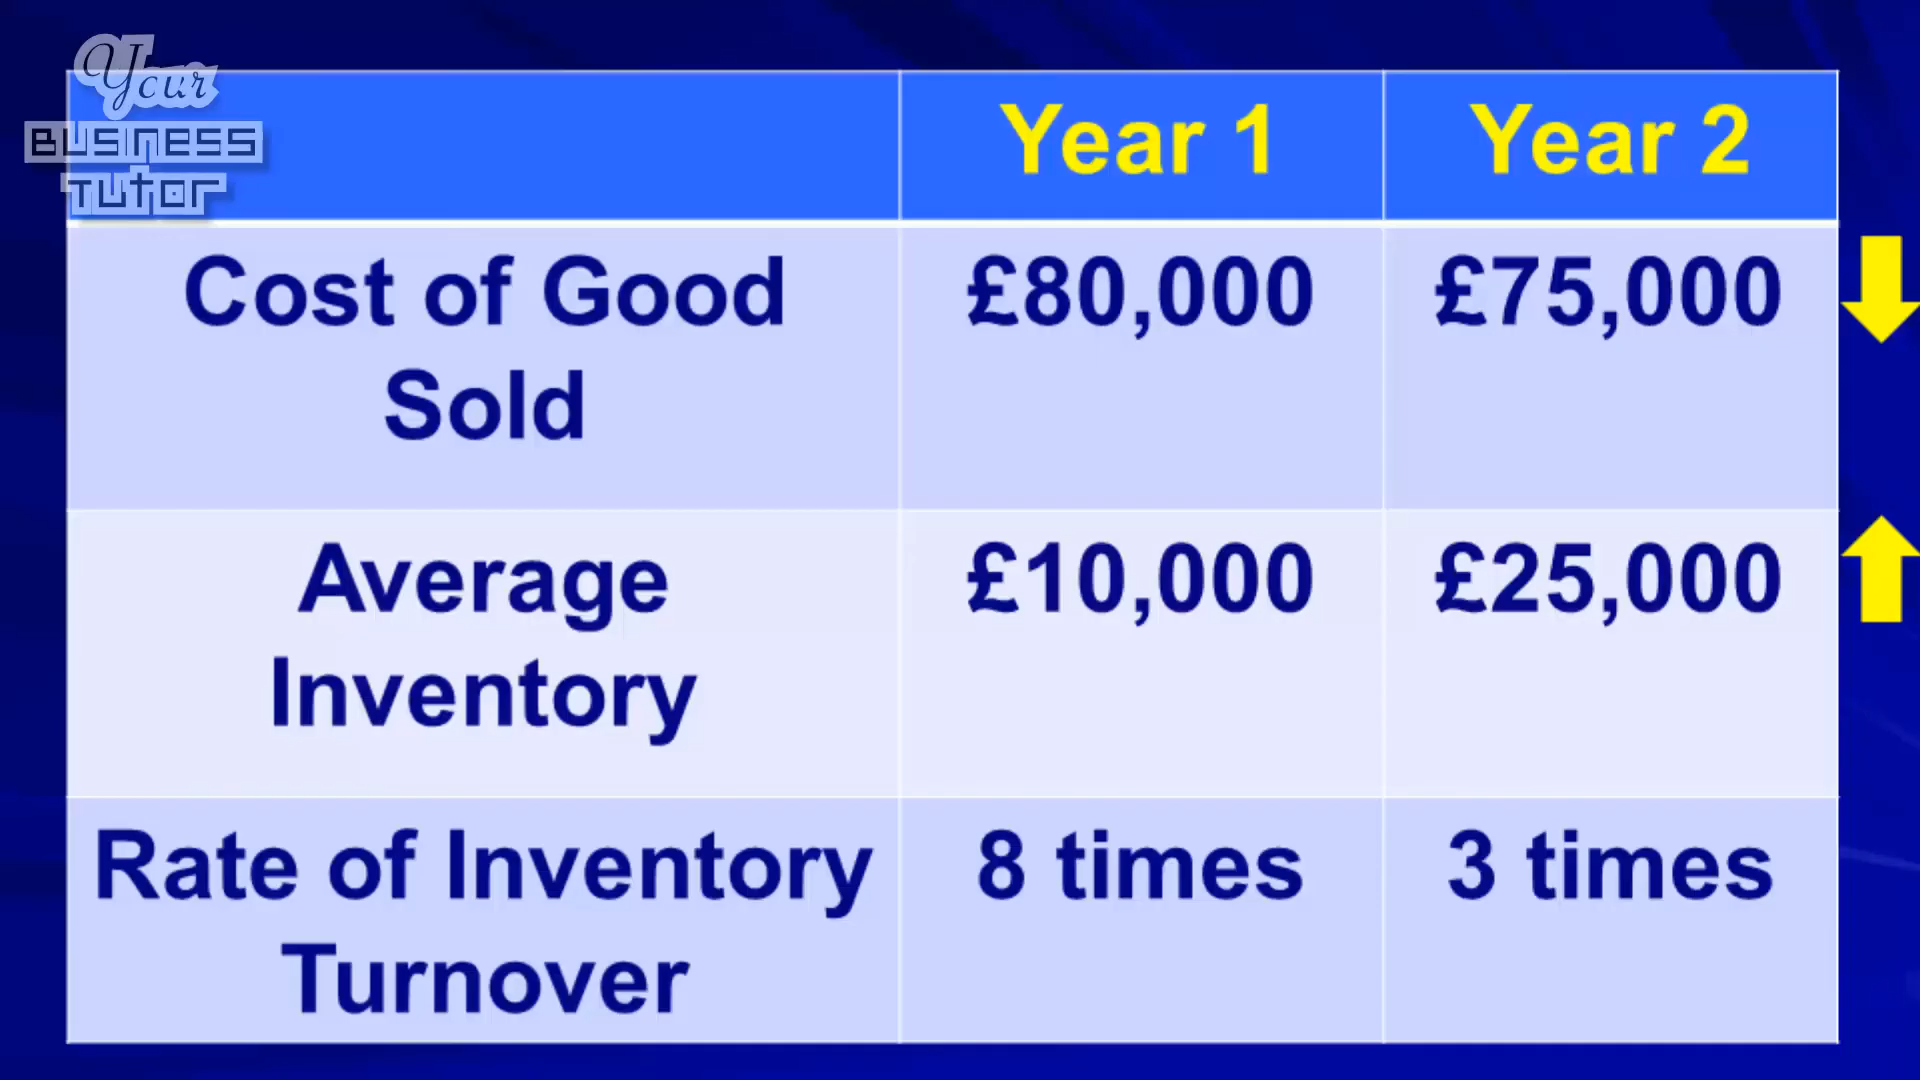 Your
BUSINESS
TUTOR
Year 1 Year 2
Cost of Good £80,000 £75,000
Sold
Average £10,000 £25,000
Inventory
Rate of Inventory 8 times 3 times
Turnover